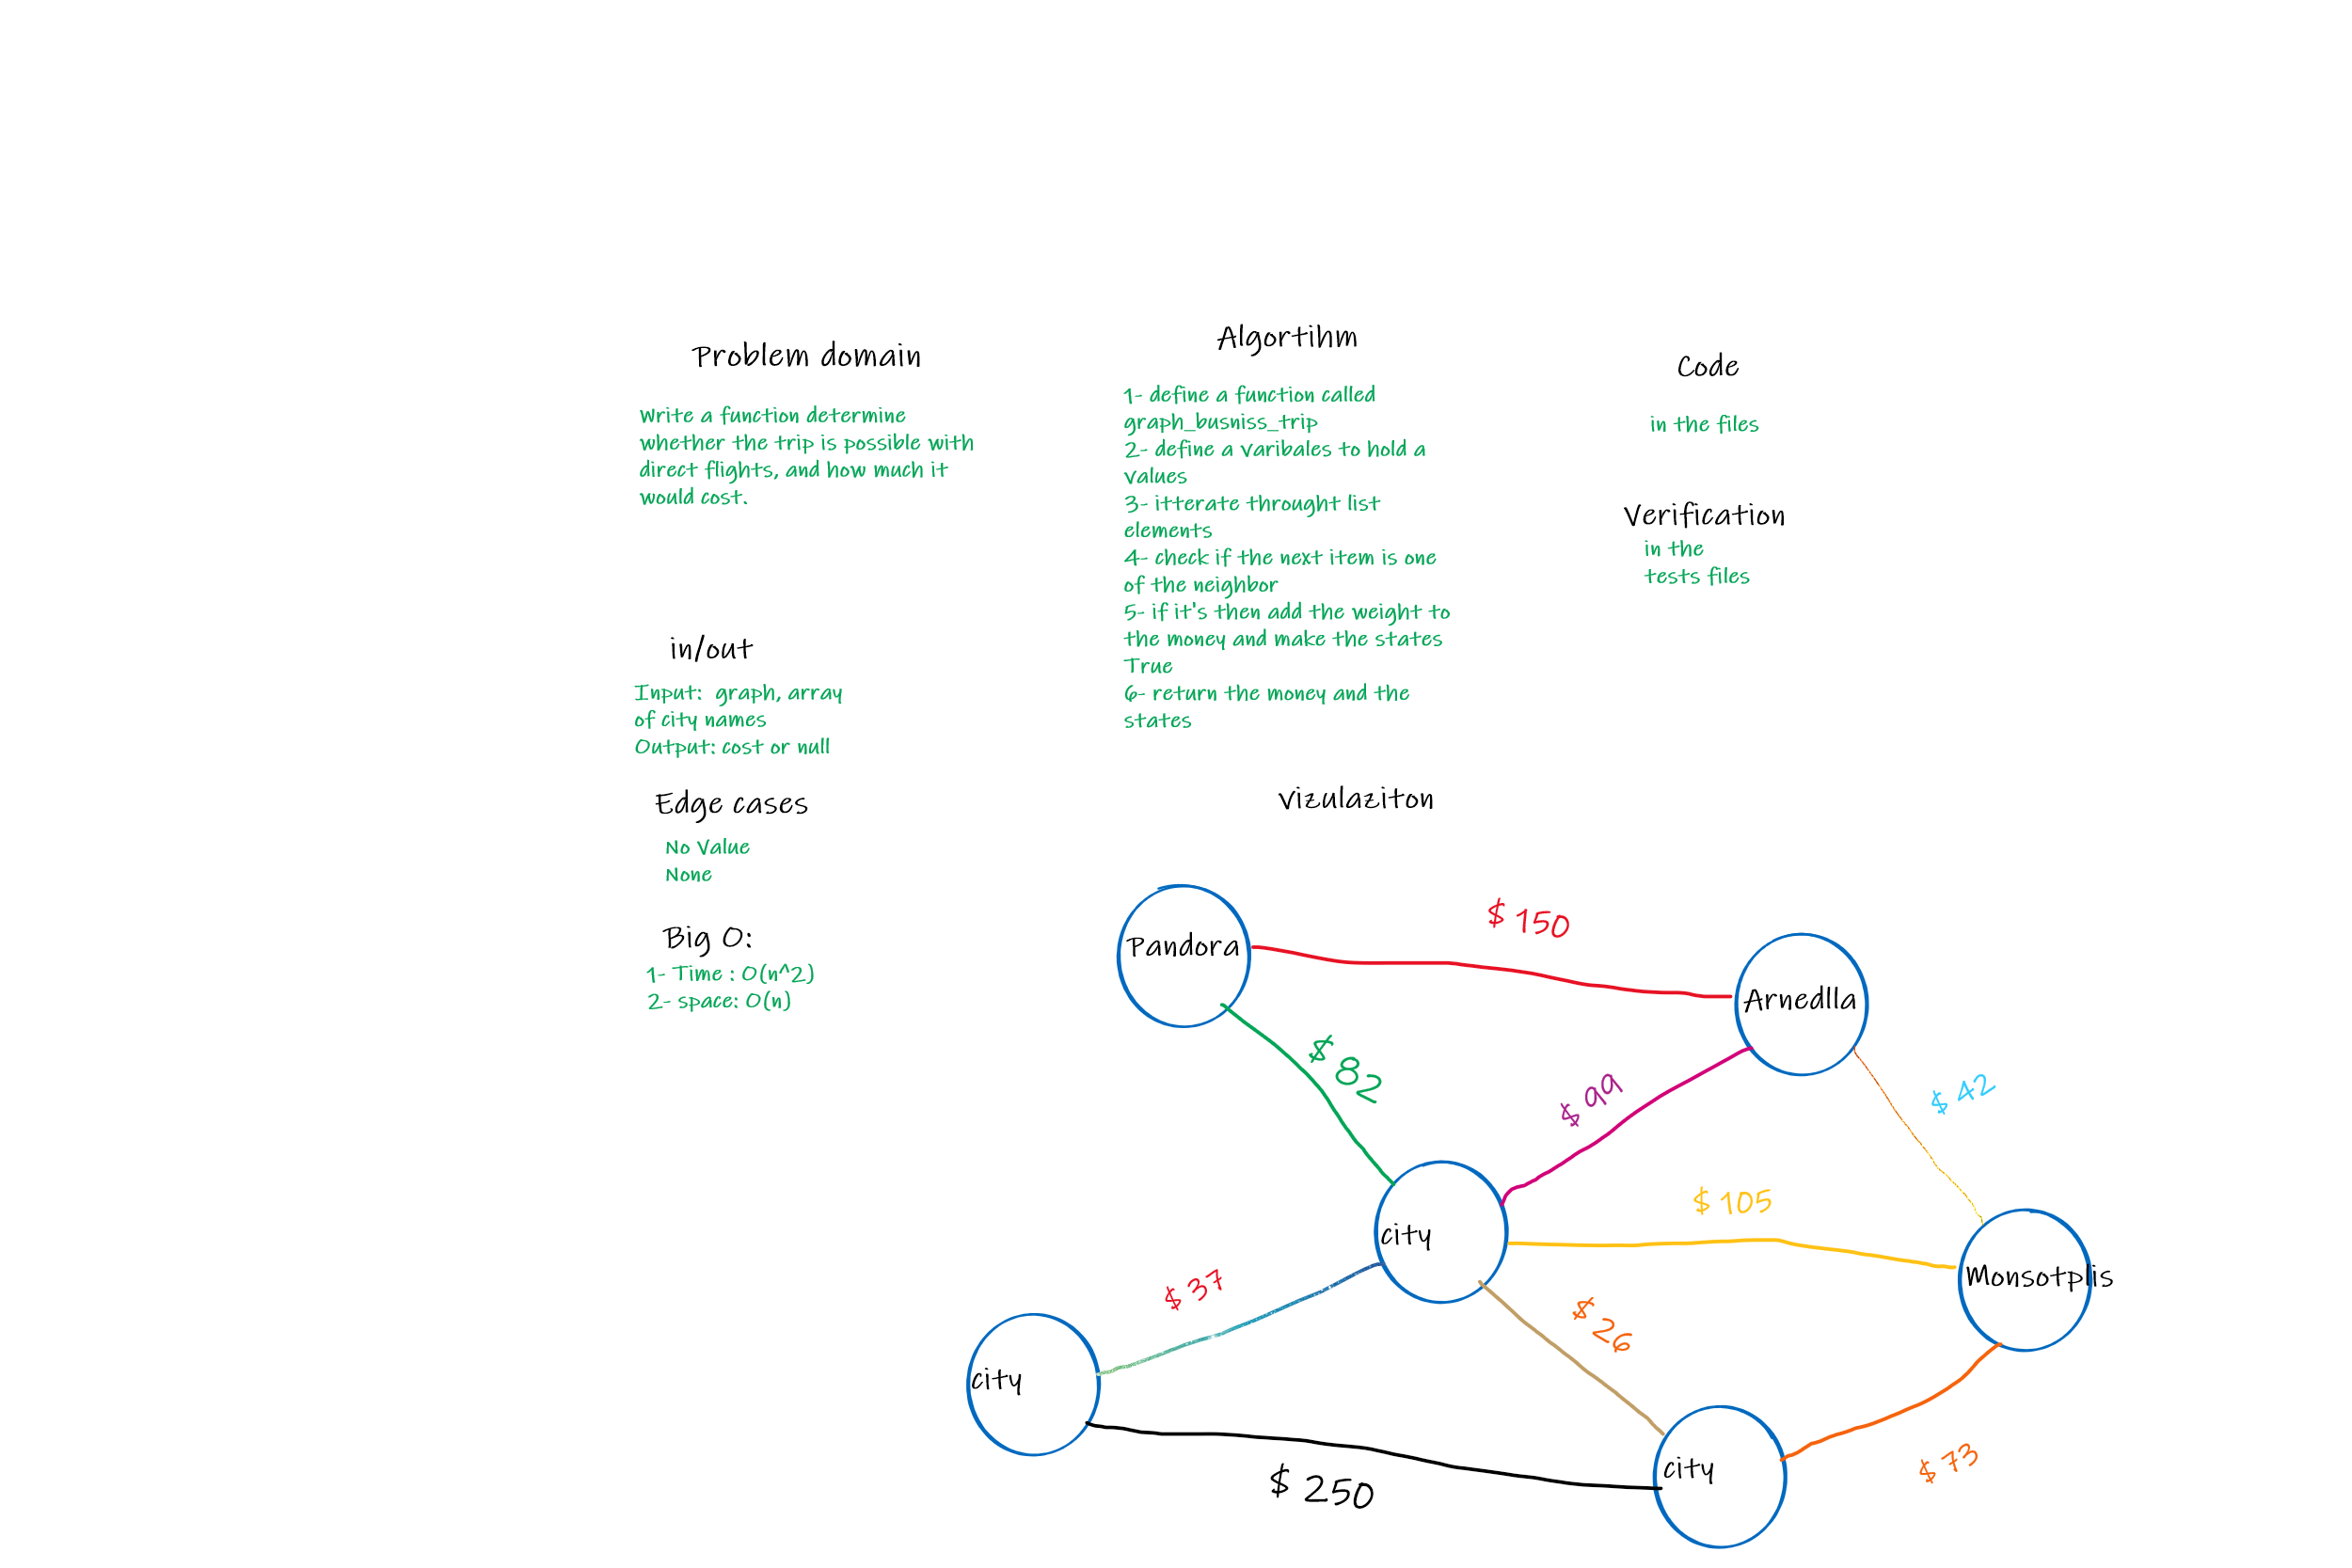 Problem domain
Write a function determine
whether the trip is possible with
direct flights, and how much it
would cost.
in/out
Input:  graph, array
of city names
Output: cost or null
Edge cases
No Value
None
Big O:
1- Time : O(n^2)
2- space: O(n)
Algortihm
1- define a function called
graph_busniss_trip
2- define a varibales to hold a
values
3- itterate throught list
elements
4- check if the next item is one
of the neighbor
5- if it's then add the weight to
the money and make the states
True
6- return the money and the
states
Code
in the files
Verification
in the
tests files
Vizulaziton
Pandora
$ 150
Arnedlla
$ 82
$ 99
$ 42
city
$ 105
Monsotplis
$ 37
$ 26
city
city
$ 73
$ 250